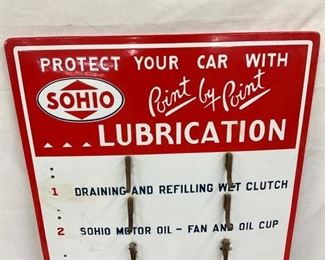 PROTECT YOUR CAR WITH
SOHIO
Point by Point
... LUBRICATION
1 DRAINING AND REFILLING WET CLUTCH
2 SOHIO MOTOR OIL - FAN AND OIL CUP